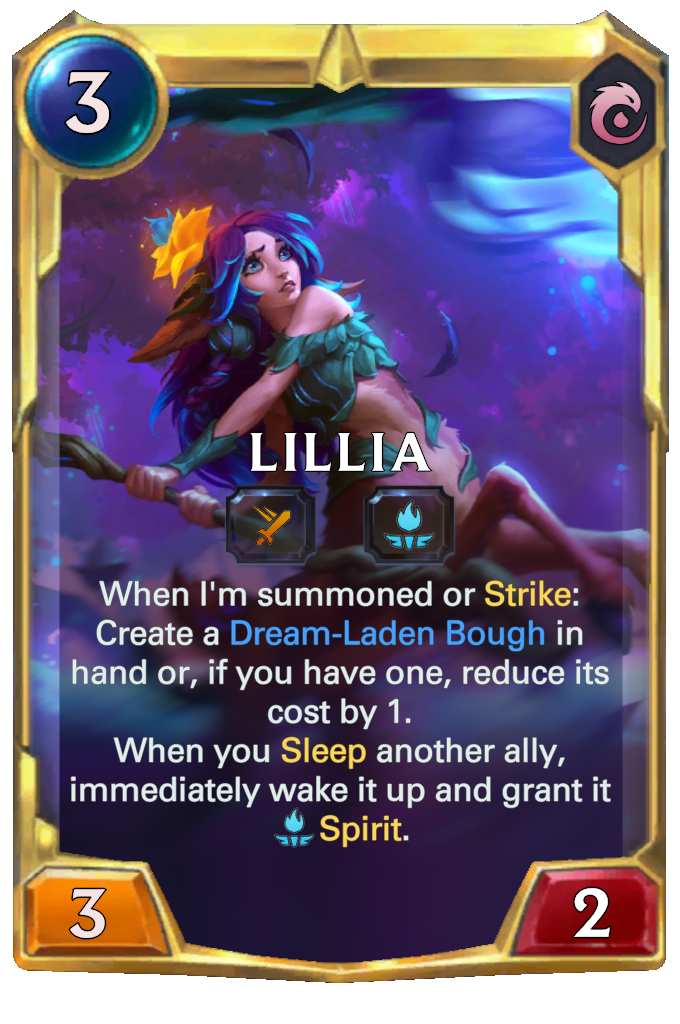 3
LILLIA
When I'm summoned or Strike:
Create a Dream-Laden Bough in
hand or, if you have one, reduce its
cost by 1.
When you Sleep another ally,
immediately wake it up and grant it
Spirit.
3
2